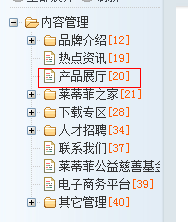 内容管理
品牌介绍[12]
热点资讯[19]
产品展厅[20]
莱蒂菲之家[21]
下载专区[28]
人才招聘[34]
联系我们[37]
莱蒂菲公益慈善基金
电子商务平台[39]
其它管理[40]